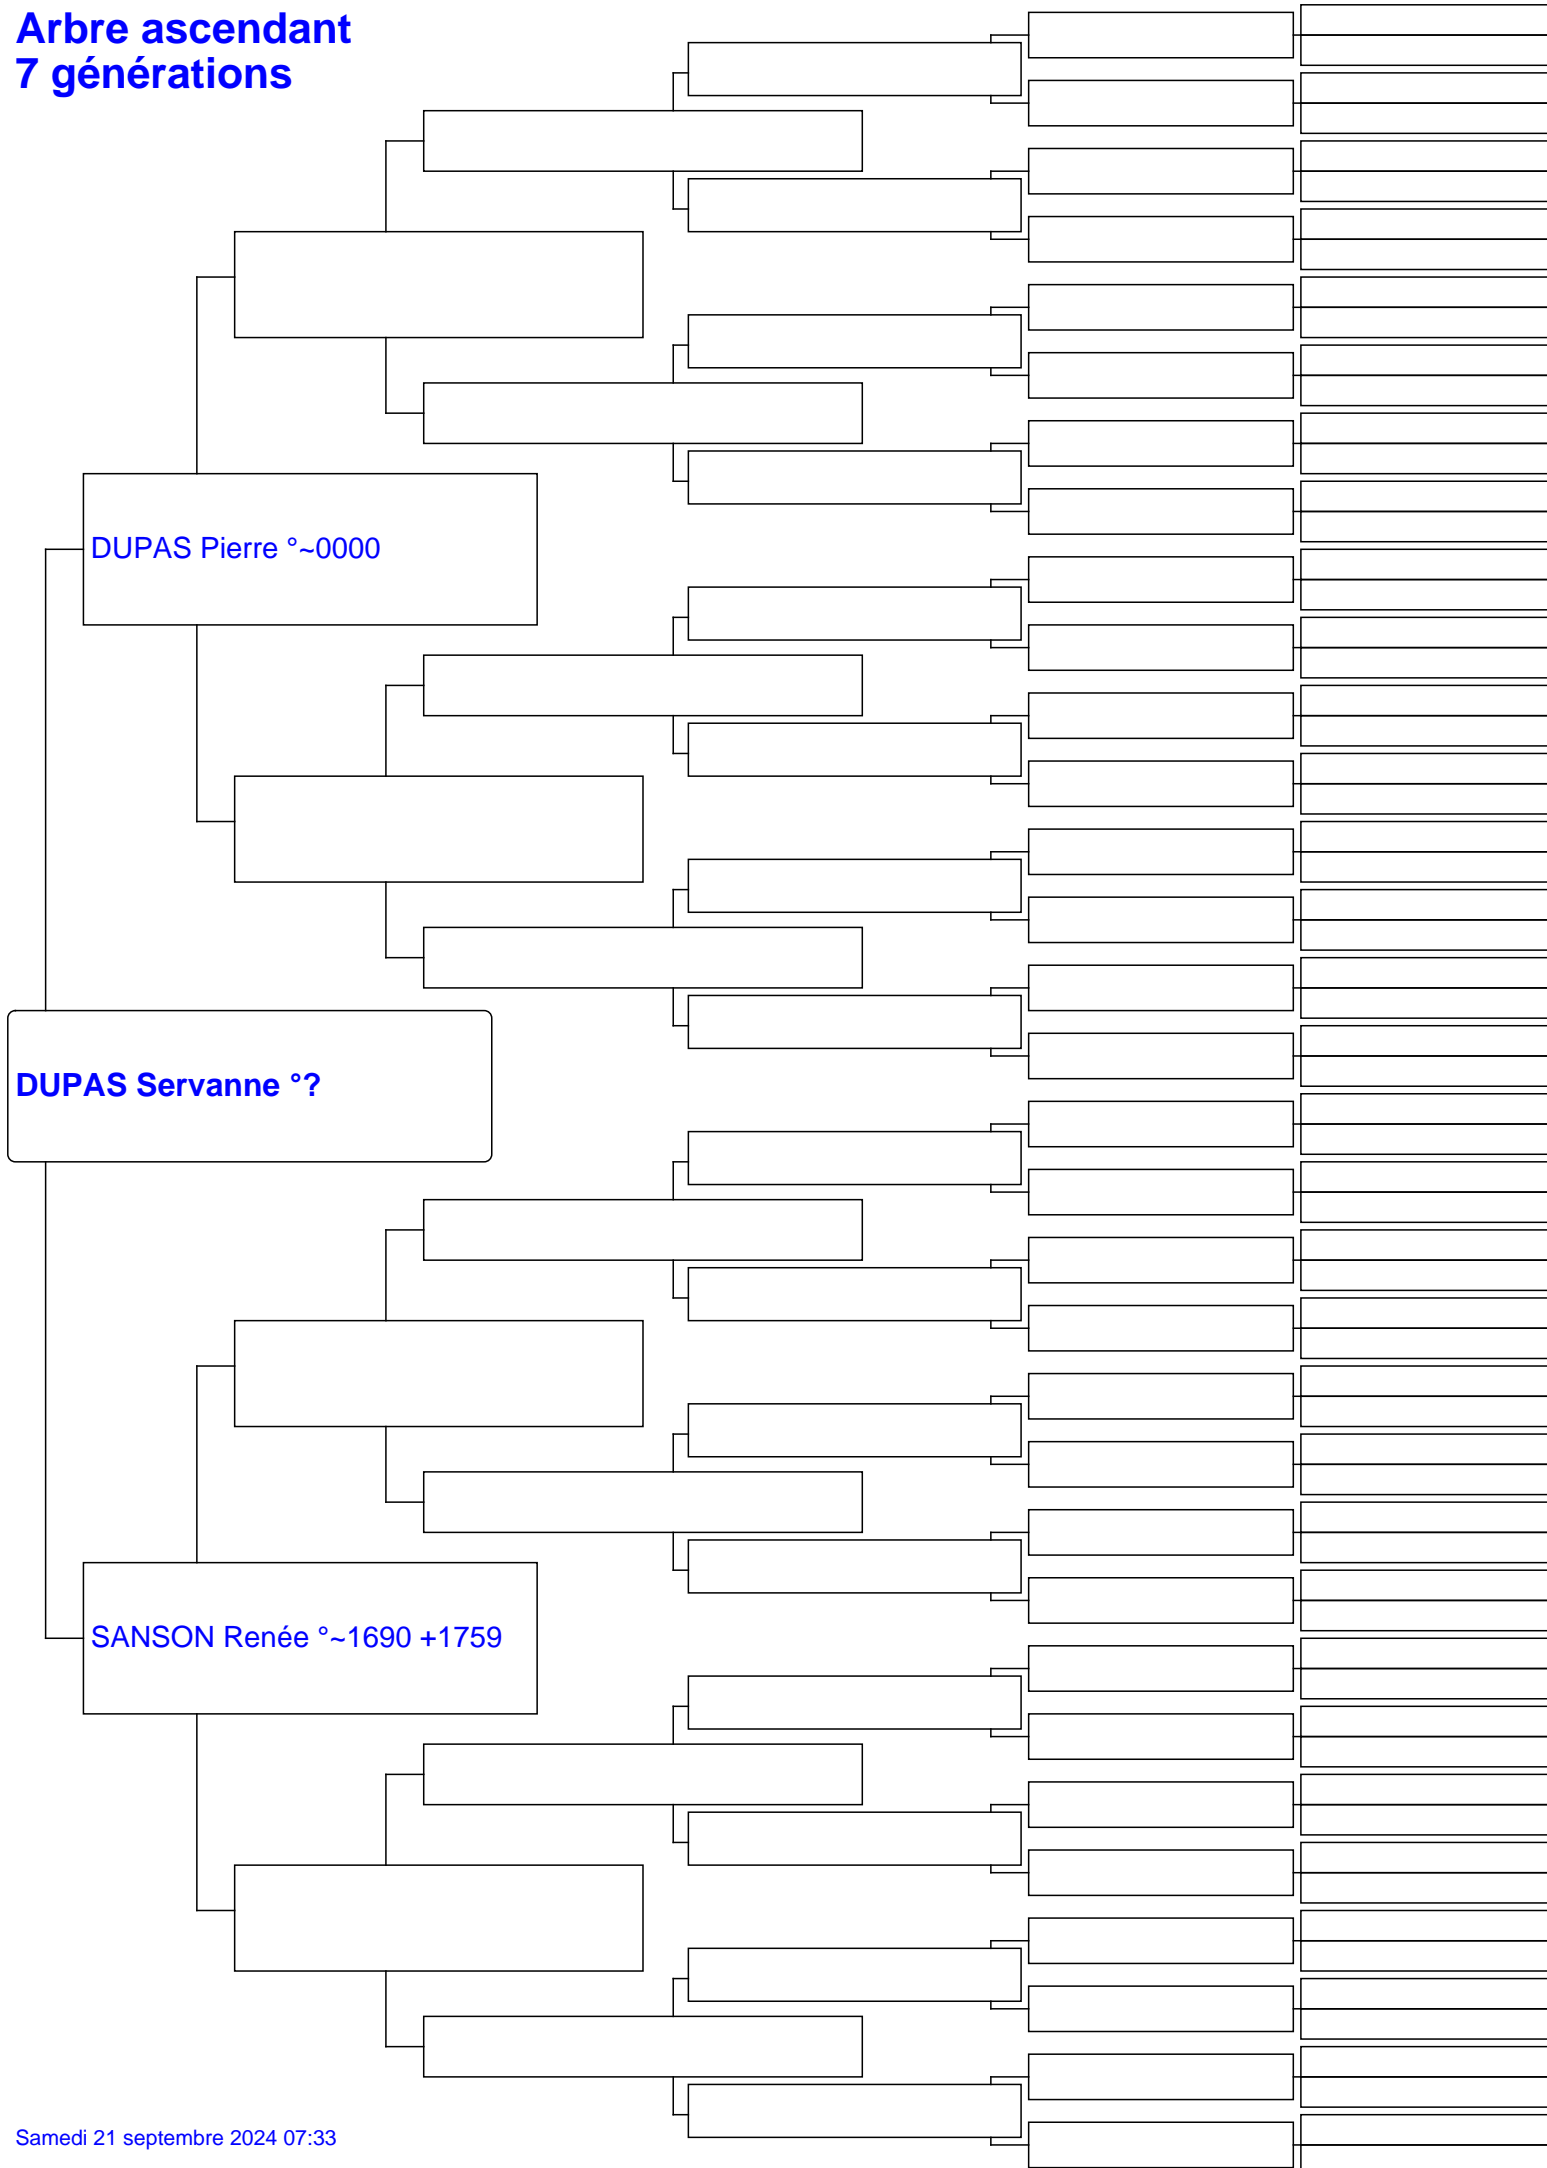 Arbre ascendant
7 générations
DUPAS Pierre °~0000
DUPAS Servanne °?
SANSON Renée °~1690 +1759
Samedi 21 septembre 2024 07:33